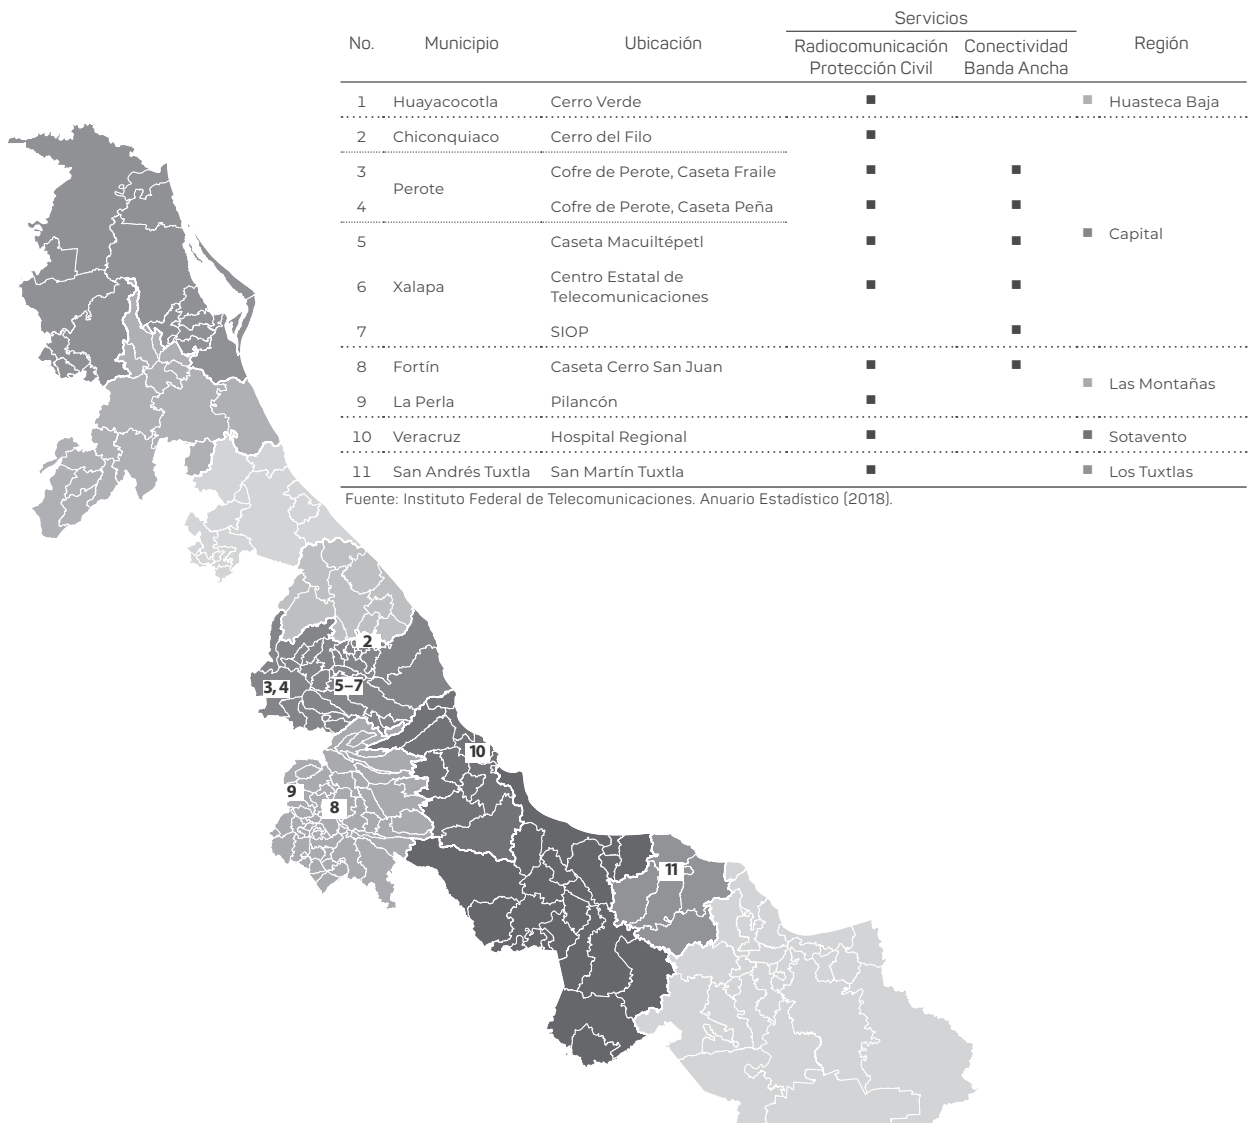 Servicios
No. Municipio Ubicación Radiocomunicación Conectividad Región
Protección Civil Banda Ancha
1 Huayacocotla Cerro Verde ■ ■ Huasteca Baja
2 Chiconquiaco Cerro del Filo ■
3 Cofre de Perote, Caseta Fraile ■ ■
Perote
4 Cofre de Perote, Caseta Peña ■ ■
■ Capital
5 Caseta Macuiltépetl ■ ■
6 Xalapa Centro Estatal de ■ ■
Telecomunicaciones
7 SIOP ■
8 Fortín Caseta Cerro San Juan ■ ■
■ Las Montañas
9 La Perla Pilancón ■
10 Veracruz Hospital Regional ■ ■ Sotavento
11 San Andrés Tuxtla San Martín Tuxtla ■ ■ Los Tuxtlas
Fuente: Instituto Federal de Telecomunicaciones. Anuario Estadístico (2018).
2
3, 4
5–7
10
9
8
11